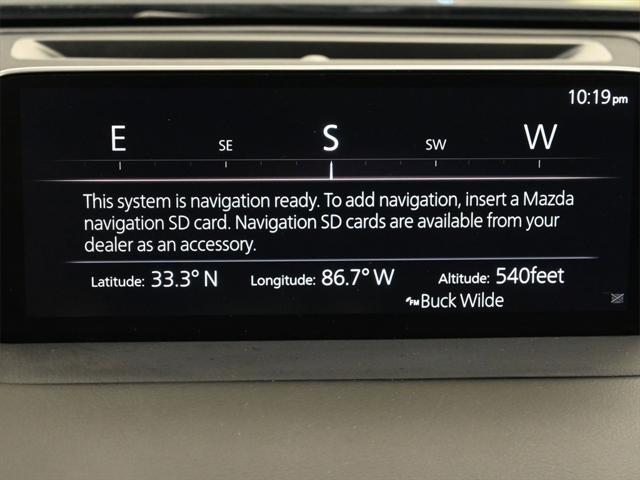 10:19pm
E SE S SW W
This system is navigation ready. To add navigation, insert a Mazda
navigation SD card. Navigation SD cards are available from your
dealer as an accessory.
Latitude: 33.3° N Longitude: 86.7° W Altitude: 540feet
FM Buck Wilde